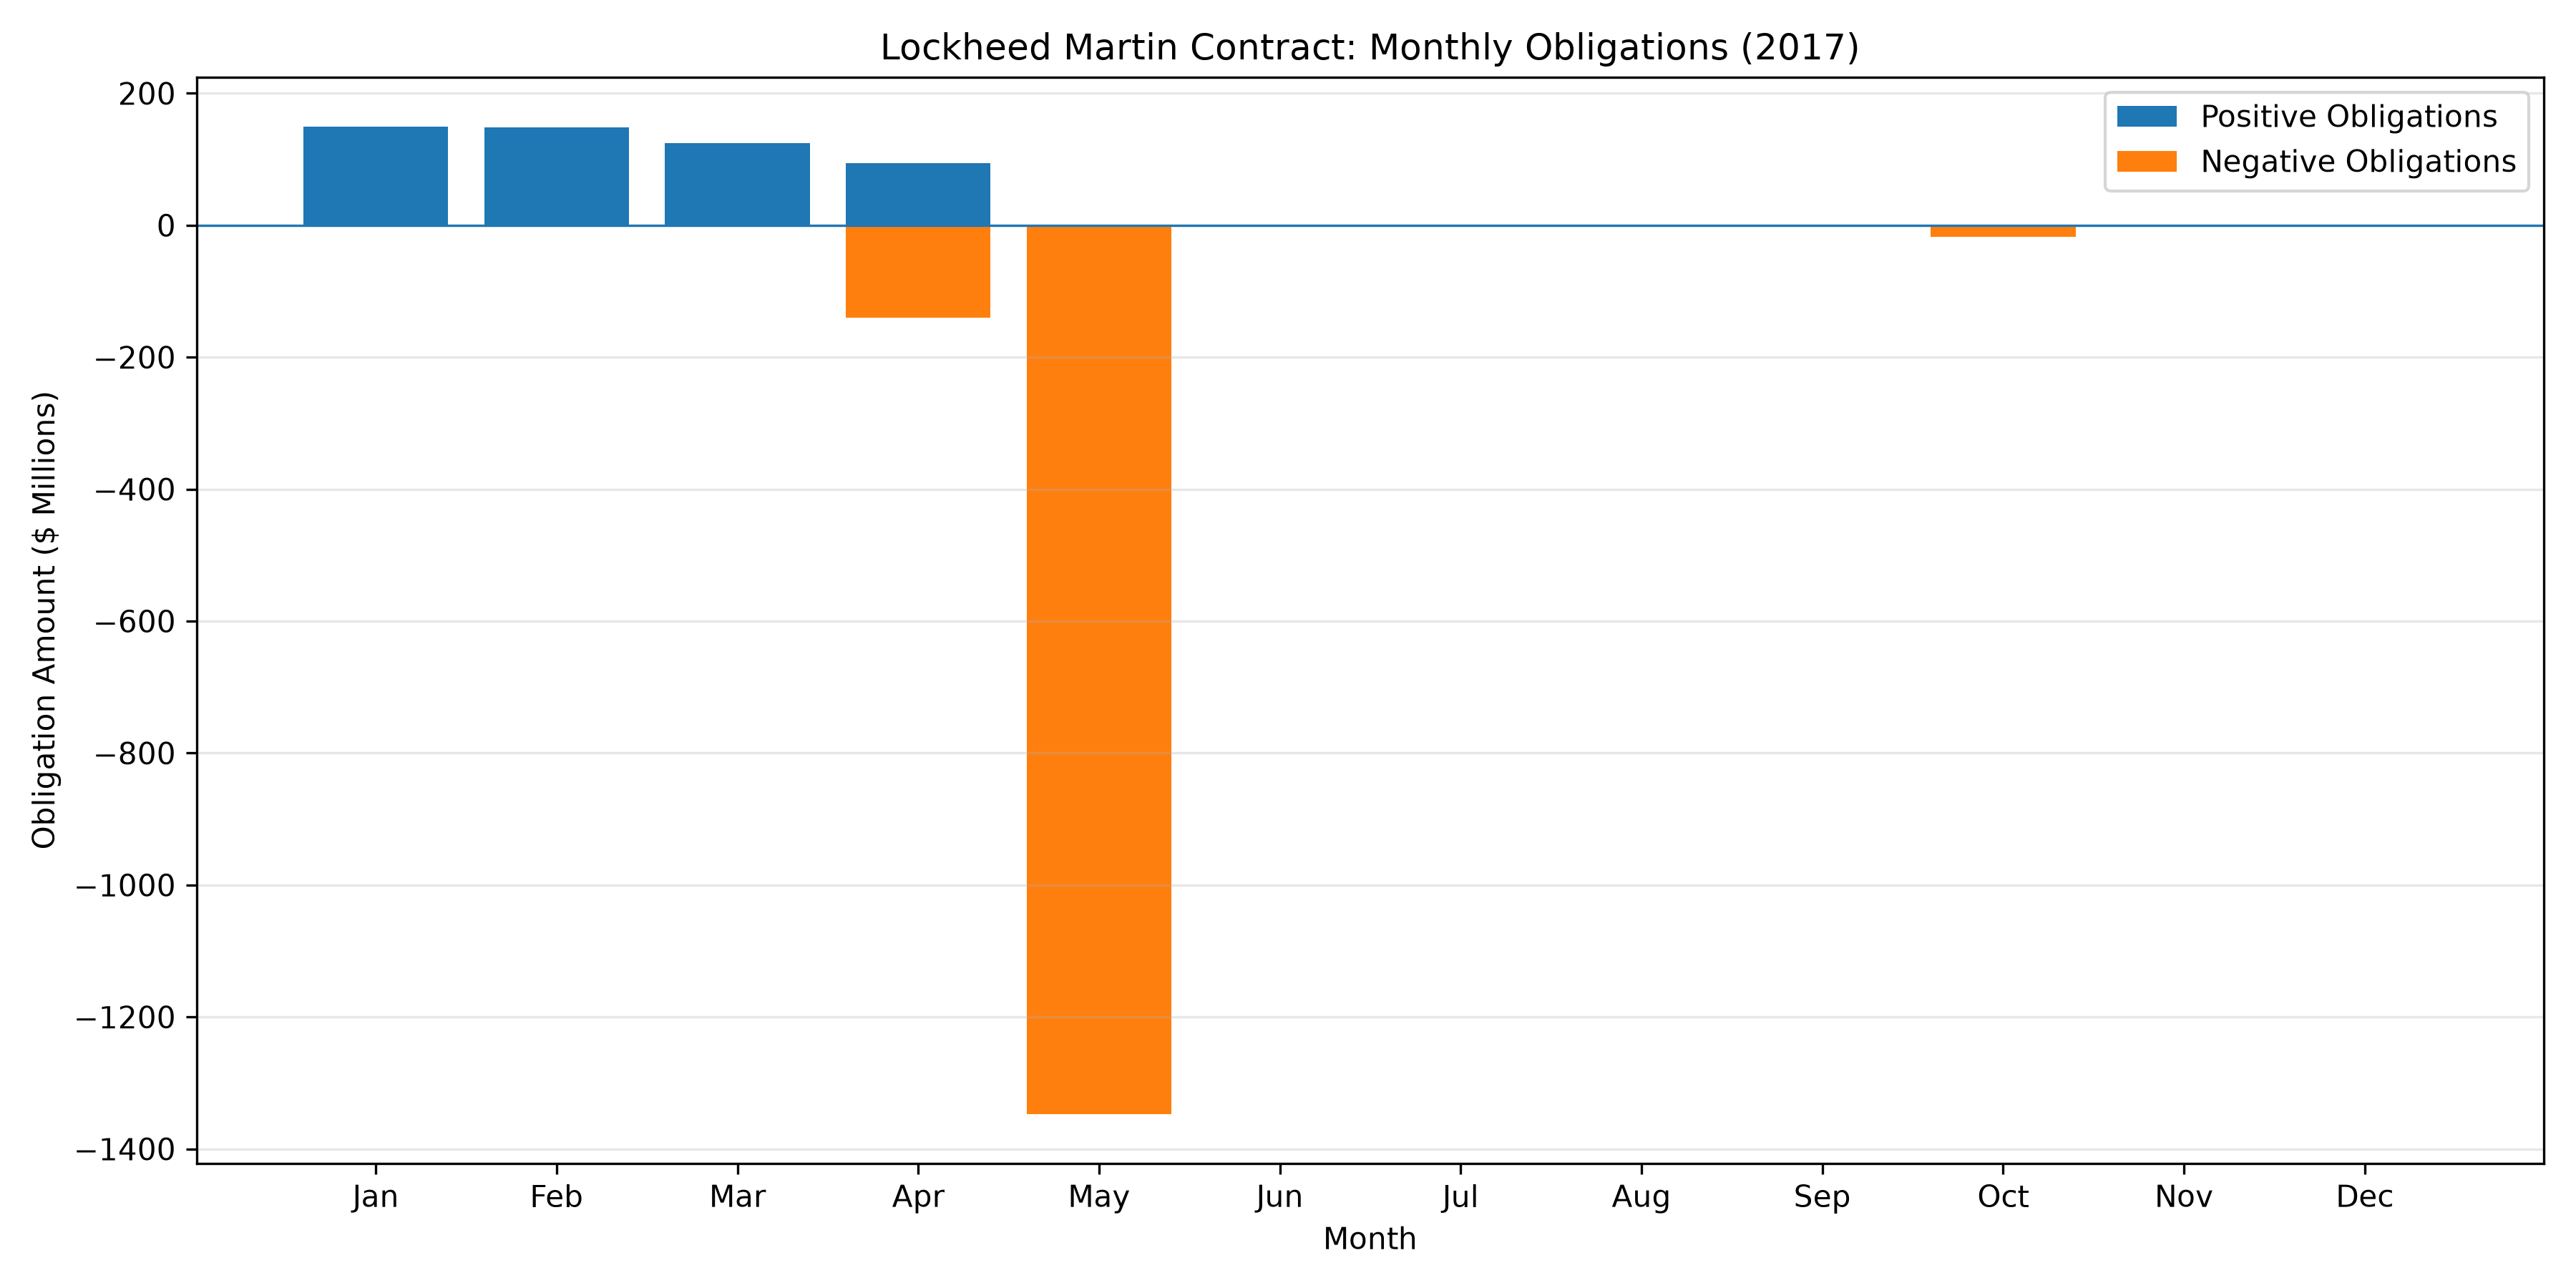 Lockheed Martin Contract: Monthly Obligations (2017)
Positive Obligations
Negative Obligations
Obligation Amount ($ Millions)
200
0
−200
−400
−600
−800
−1000
−1200
−1400
Jan Feb Mar Apr May Jun Jul Aug Sep Oct Nov Dec
Month